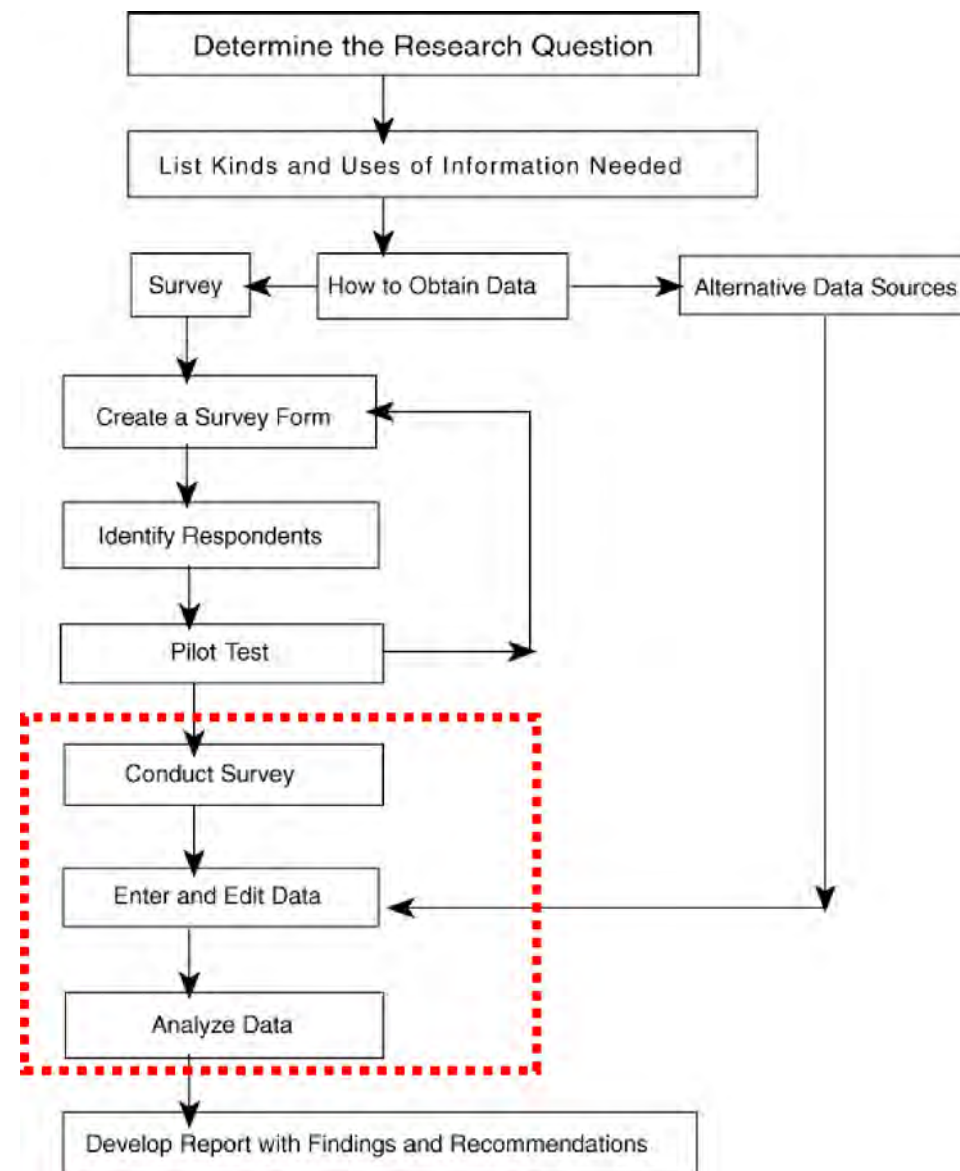 Determine the Research Question
List Kinds and Uses of Information Needed
Survey
How to Obtain Data
Alternative Data Sources
Create a Survey Form
Identify Respondents
Pilot Test
Conduct Survey
Enter and Edit Data
Analyze Data
Develop Report with Findings and Recommendations